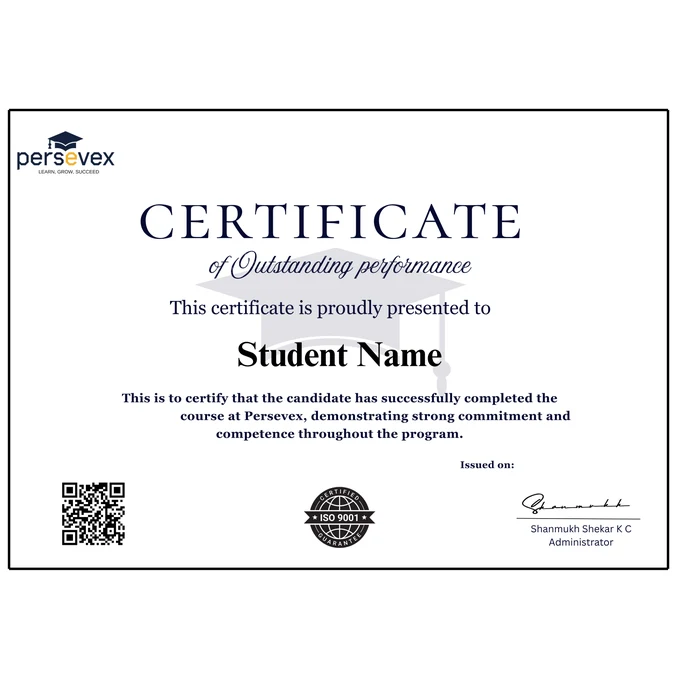 persevex
LEARN. GROW. SUCCEED
CERTIFICATE
of Outstanding performance
This certificate is proudly presented to
Student Name
This is to certify that the candidate has successfully completed the
course at Persevex, demonstrating strong commitment and
competence throughout the program.
Issued on:
CERTIFIED
ISO 9001
GUARANTEE
Shanmukh
Shanmukh Shekar K C
Administrator